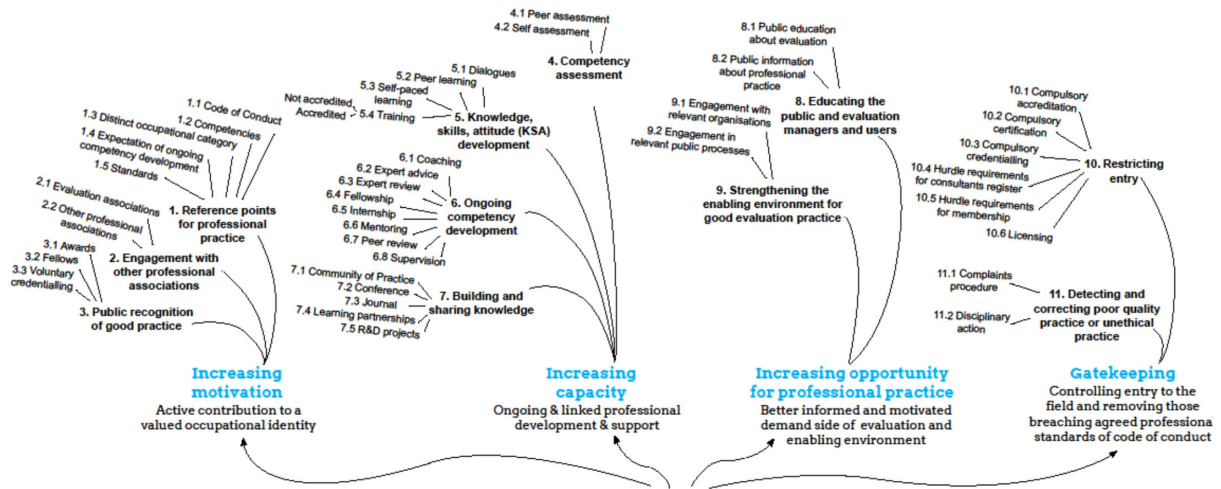 1.1 Code of Conduct
1.2 Competencies
1.3 Distinct occupational category
1.4 Expectation of ongoing
competency development
1.5 Standards
1. Reference points
for professional
practice
2.1 Evaluation associations
2.2 Other professional
associations
2. Engagement with
other professional
associations
3.1 Awards
3.2 Fellows
3.3 Voluntary
credentialling
3. Public recognition
of good practice
Increasing
motivation
Active contribution to a
valued occupational identity
4.1 Peer assessment
4.2 Self assessment
4. Competency
assessment
5.1 Dialogues
5.2 Peer learning
5.3 Self-paced
learning
Not accredited
Accredited
5.4 Training
5. Knowledge,
skills, attitude (KSA)
development
6.1 Coaching
6.2 Expert advice
6.3 Expert review
6.4 Fellowship
6.5 Internship
6.6 Mentoring
6.7 Peer review
6.8 Supervision
6. Ongoing
competency
development
7.1 Community of Practice
7.2 Conference
7.3 Journal
7.4 Learning partnerships
7.5 R&D projects
7. Building and
sharing knowledge
Increasing
capacity
Ongoing & linked professional
development & support
8.1 Public education
about evaluation
8.2 Public information
about professional
practice
8. Educating the
public and evaluation
managers and users
9.1 Engagement with
relevant organisations
9.2 Engagement in
relevant public processes
9. Strengthening the
enabling environment for
good evaluation practice
Increasing opportunity
for professional practice
Better informed and motivated
demand side of evaluation and
enabling environment
10.1 Compulsory
accreditation
10.2 Compulsory
certification
10.3 Compulsory
credentialling
10.4 Hurdle requirements
for consultants register
10.5 Hurdle requirements
for membership
10.6 Licensing
10. Restricting
entry
11.1 Complaints
procedure
11.2 Disciplinary
action
11. Detecting and
correcting poor quality
practice or unethical
practice
Gatekeeping
Controlling entry to the
field and removing those
breaching agreed professiona
standards of code of conduct